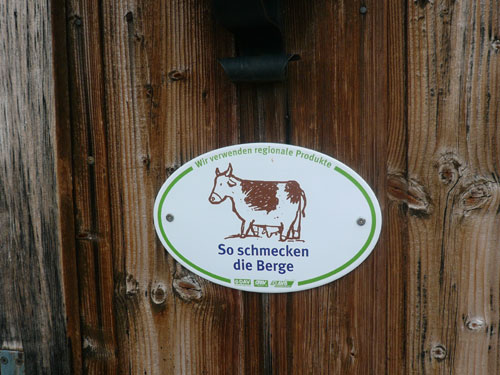 Wir verwenden regionale Produkte
So schmecken
die Berge